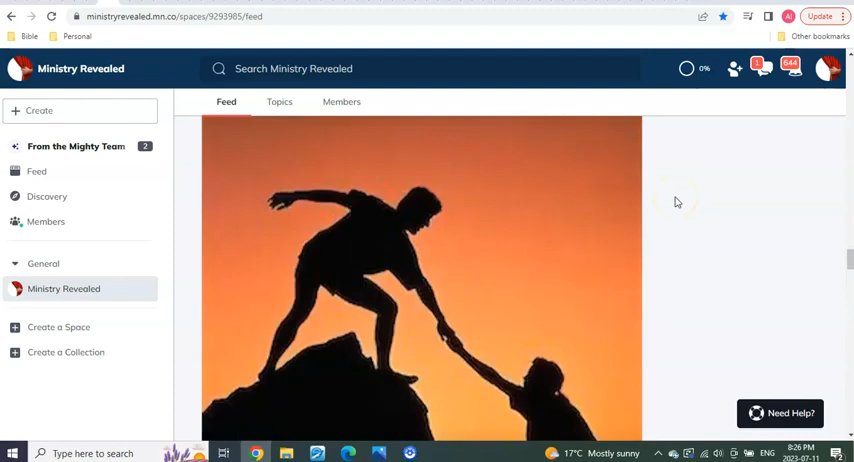 ministryrevealed.mn.co/spaces/9293985/feed
AI
Update
Bible
Personal
Other bookmarks
Ministry Revealed
Search Ministry Revealed
0%
1
644
Create
Feed
Topics
Members
From the Mighty Team
2
Feed
Discovery
Members
General
Ministry Revealed
Create a Space
Create a Collection
Need Help?
Type here to search
17°C Mostly sunny
ENG
8:26 PM
2023-07-11
2